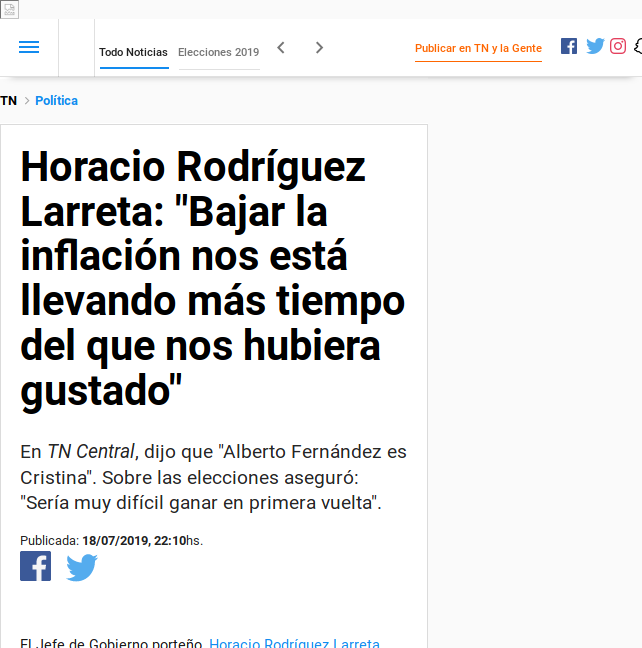 Todo Noticias Elecciones 2019 Publicar en TN y la Gente
TN Política
Horacio Rodríguez
Larreta: "Bajar la
inflación nos está
llevando más tiempo
del que nos hubiera
gustado"
En TN Central, dijo que "Alberto Fernández es
Cristina". Sobre las elecciones aseguró:
"Sería muy difícil ganar en primera vuelta".
Publicada: 18/07/2019, 22:10hs.
El Jefe de Gobierno porteño, Horacio Rodríguez Larreta